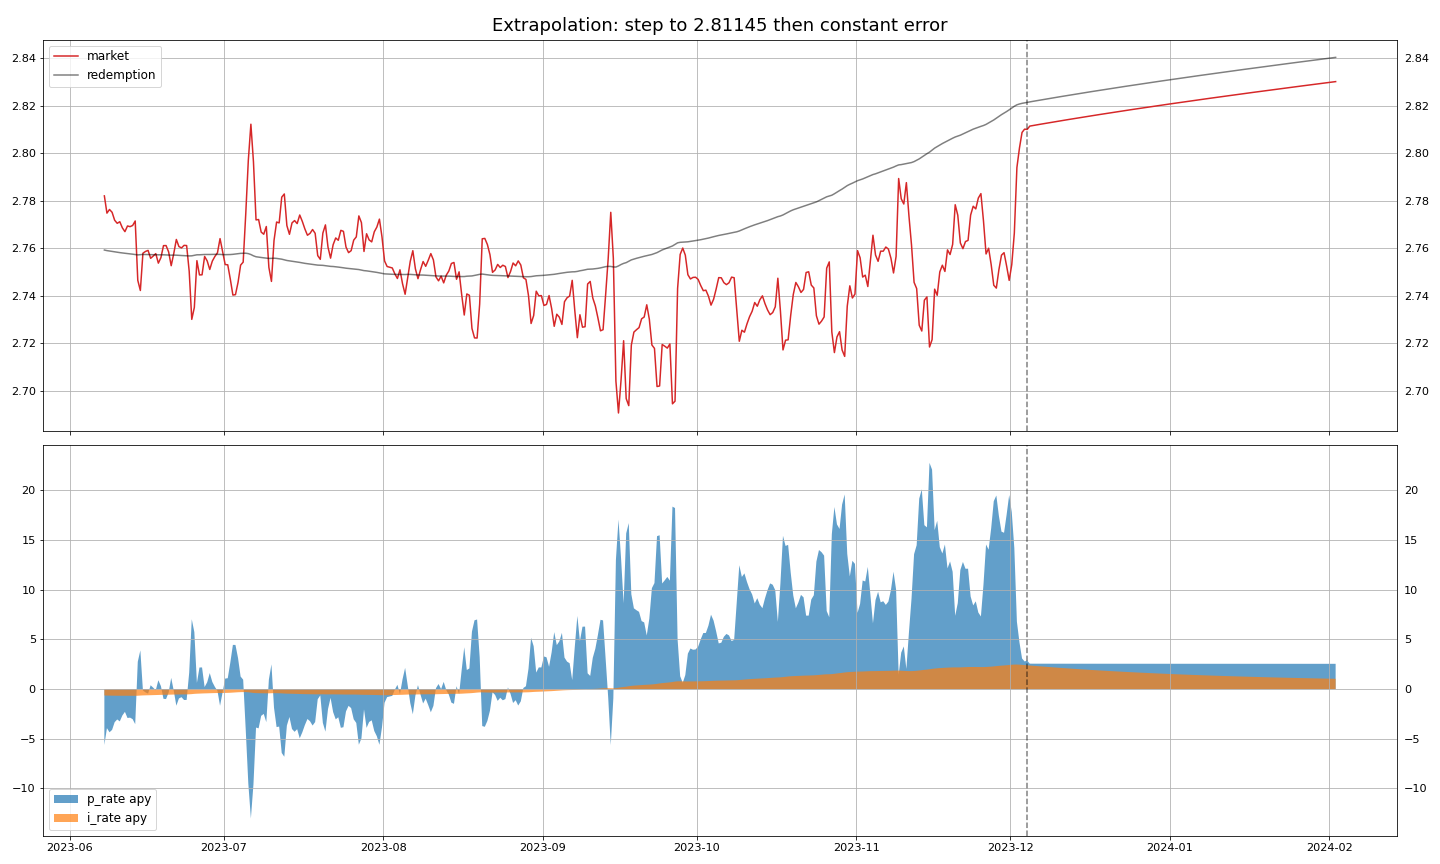 Extrapolation: step to 2.81145 then constant error
market
redemption
2.84 2.84
2.82 2.82
2.80 2.80
2.78 2.78
2.76 2.76
2.74 2.74
2.72 2.72
2.70 2.70
20 20
15 15
10 10
5 5
0 0
−5 −5
−10 −10
p_rate apy
i_rate apy
2023-06 2023-07 2023-08 2023-09 2023-10 2023-11 2023-12 2024-01 2024-02